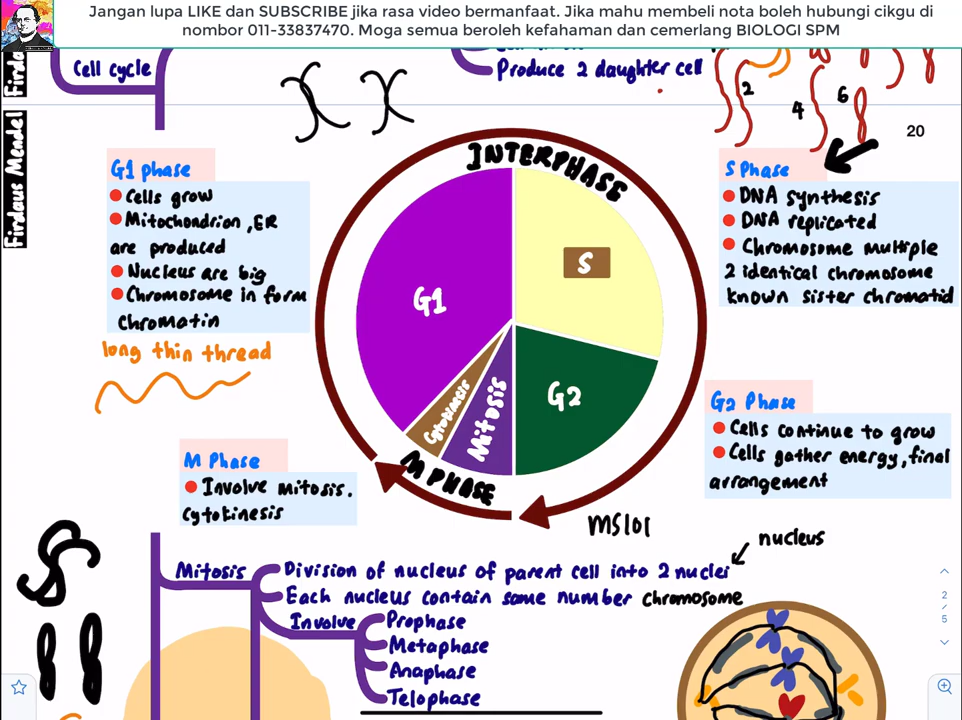 Jangan lupa LIKE dan SUBSCRIBE jika rasa video bermanfaat. Jika mahu membeli nota boleh hubungi cikgu di
nombor 011-33837470. Moga semua beroleh kefahaman dan cemerlang BIOLOGI SPM
Cell cycle
Produce 2 daughter cell
2
4
6
20
Firdaus Mendel
INTERPHASE
G1 phase
Cells grow
Mitochondrion, ER
are produced
Nucleus are big
Chromosome in form
chromatin
long thin thread
S Phase
DNA synthesis
DNA replicated
Chromosome multiple
2 identical chromosome
known sister chromatid
G1
S
G2
Cytokinesis
Mitosis
M PHASE
G2 Phase
Cells continue to grow
Cells gather energy, final
arrangement
M Phase
Involve mitosis.
cytokinesis
MS101
nucleus
Mitosis
Division of nucleus of parent cell into 2 nuclei
Each nucleus contain same number chromosome
Involve
Prophase
Metaphase
Anaphase
Telophase
2
/
5